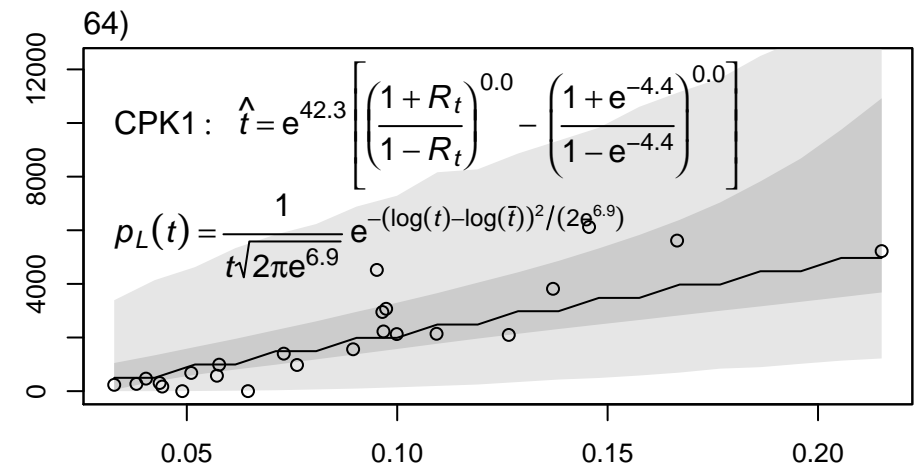 64)
12000
8000
4000
0
CPK1 : t̂ = e^42.3 [ ( (1 + R_t) / (1 − R_t) )^0.0 − ( (1 + e^−4.4) / (1 − e^−4.4) )^0.0 ]
p_L(t) = 1 / ( t√(2πe^6.9) ) e^−(log(t)−log(t̄))²/(2e^6.9)
0.05 0.10 0.15 0.20